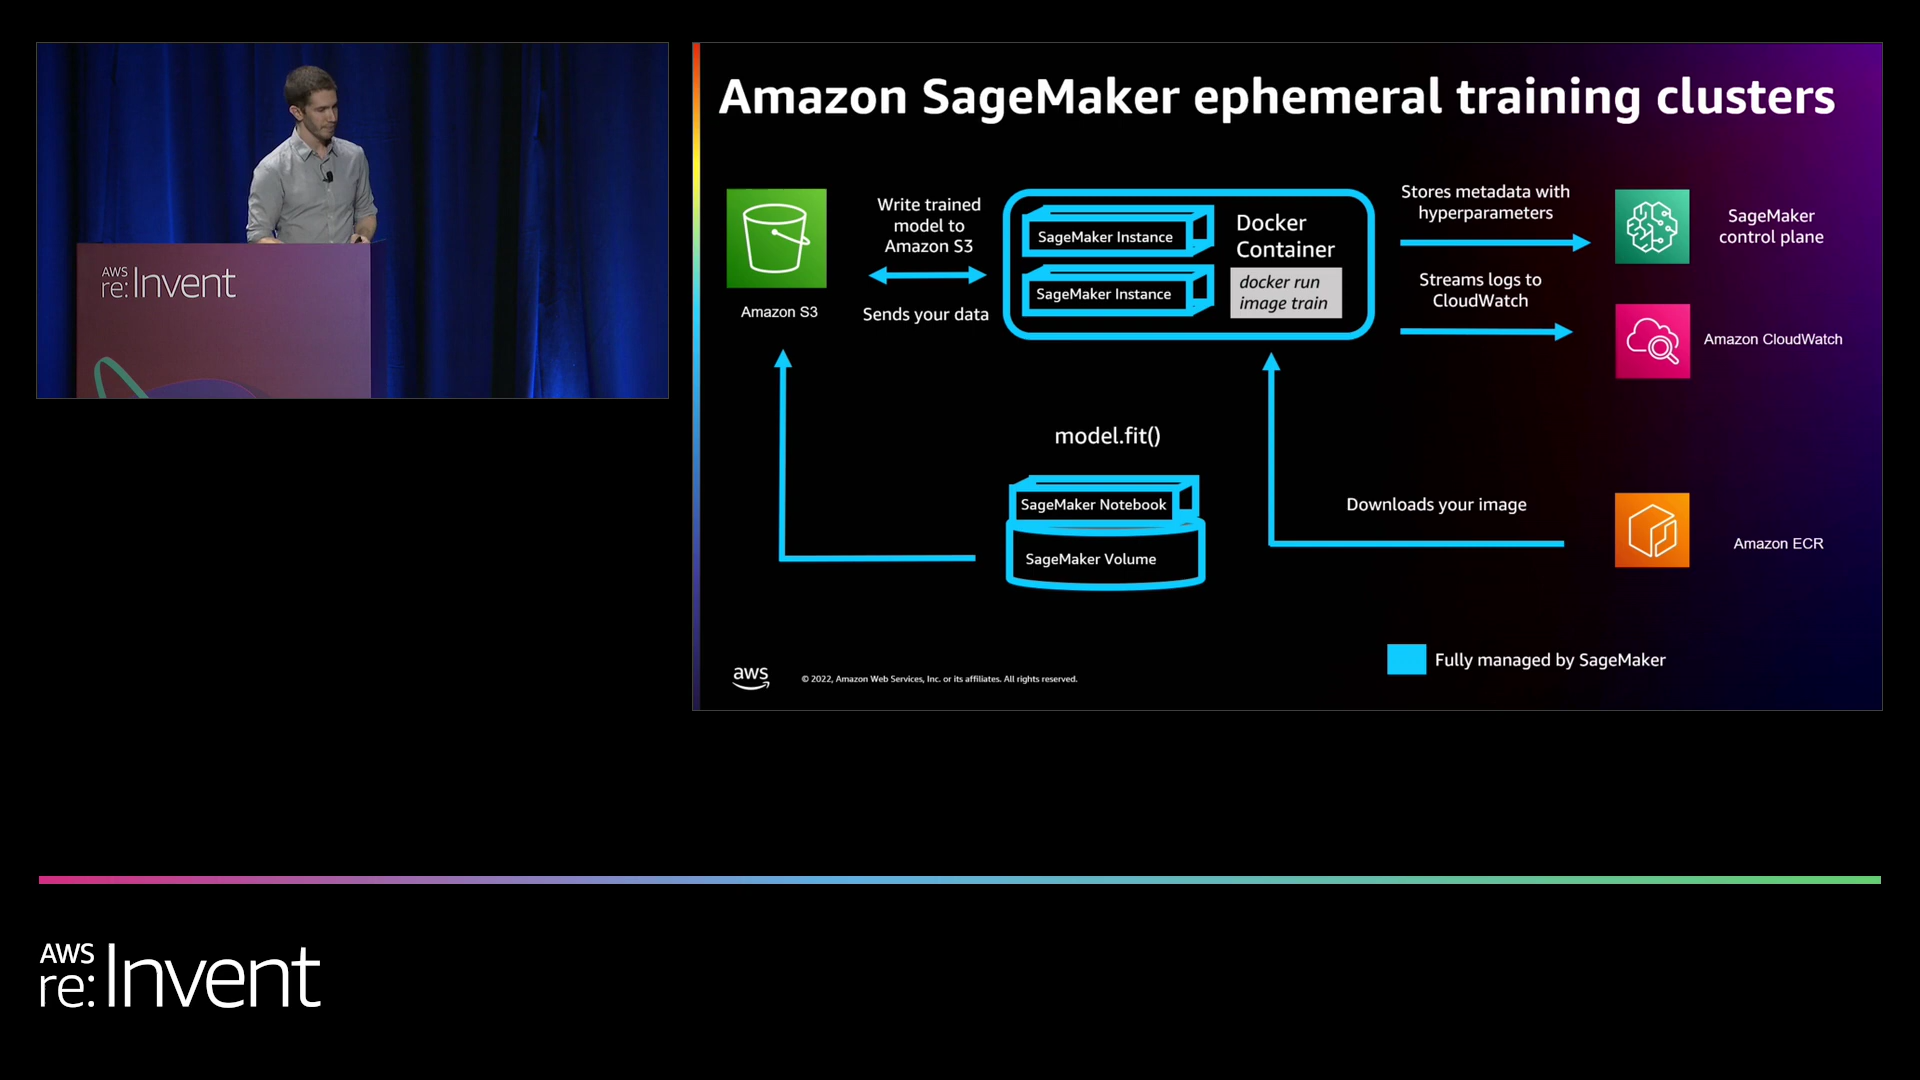 AWS
re:Invent
Amazon SageMaker ephemeral training clusters
Amazon S3
Write trained
model to
Amazon S3
Sends your data
SageMaker Instance
SageMaker Instance
Docker
Container
docker run
image train
Stores metadata with
hyperparameters
SageMaker
control plane
Streams logs to
CloudWatch
Amazon CloudWatch
model.fit()
SageMaker Notebook
SageMaker Volume
Downloads your image
Amazon ECR
Fully managed by SageMaker
aws
© 2022, Amazon Web Services, Inc. or its affiliates. All rights reserved.
AWS
re:Invent